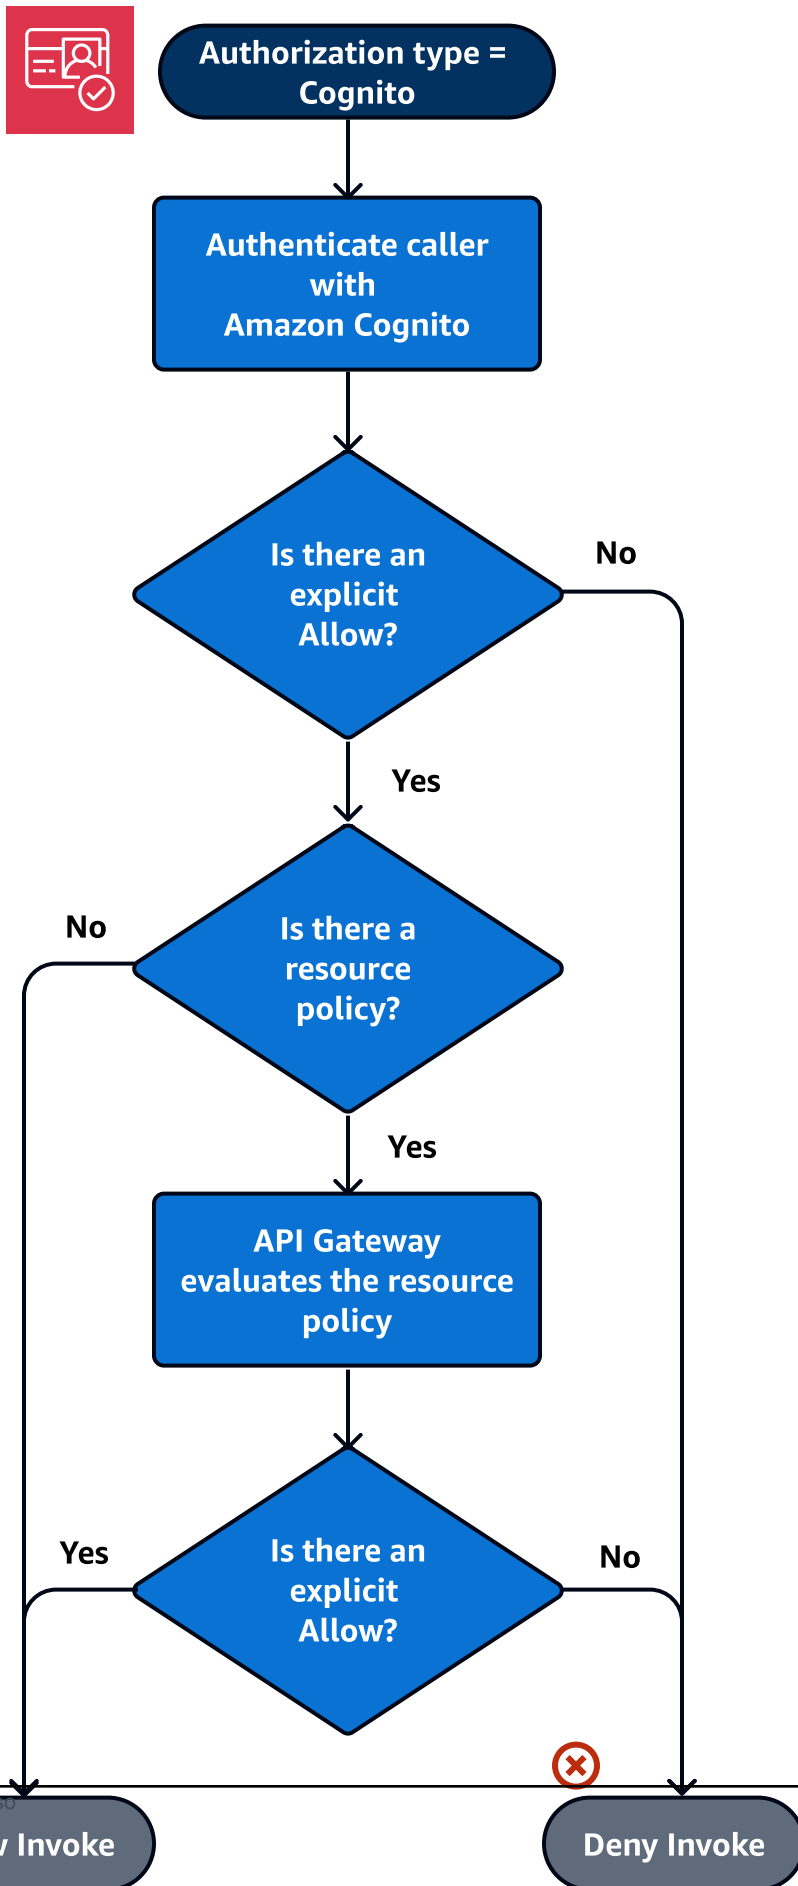 Authorization type =
Cognito
Authenticate caller
with
Amazon Cognito
Is there an
explicit
Allow?
No
Yes
Is there a
resource
policy?
No
Yes
API Gateway
evaluates the resource
policy
Is there an
explicit
Allow?
Yes
No
Invoke
Deny Invoke